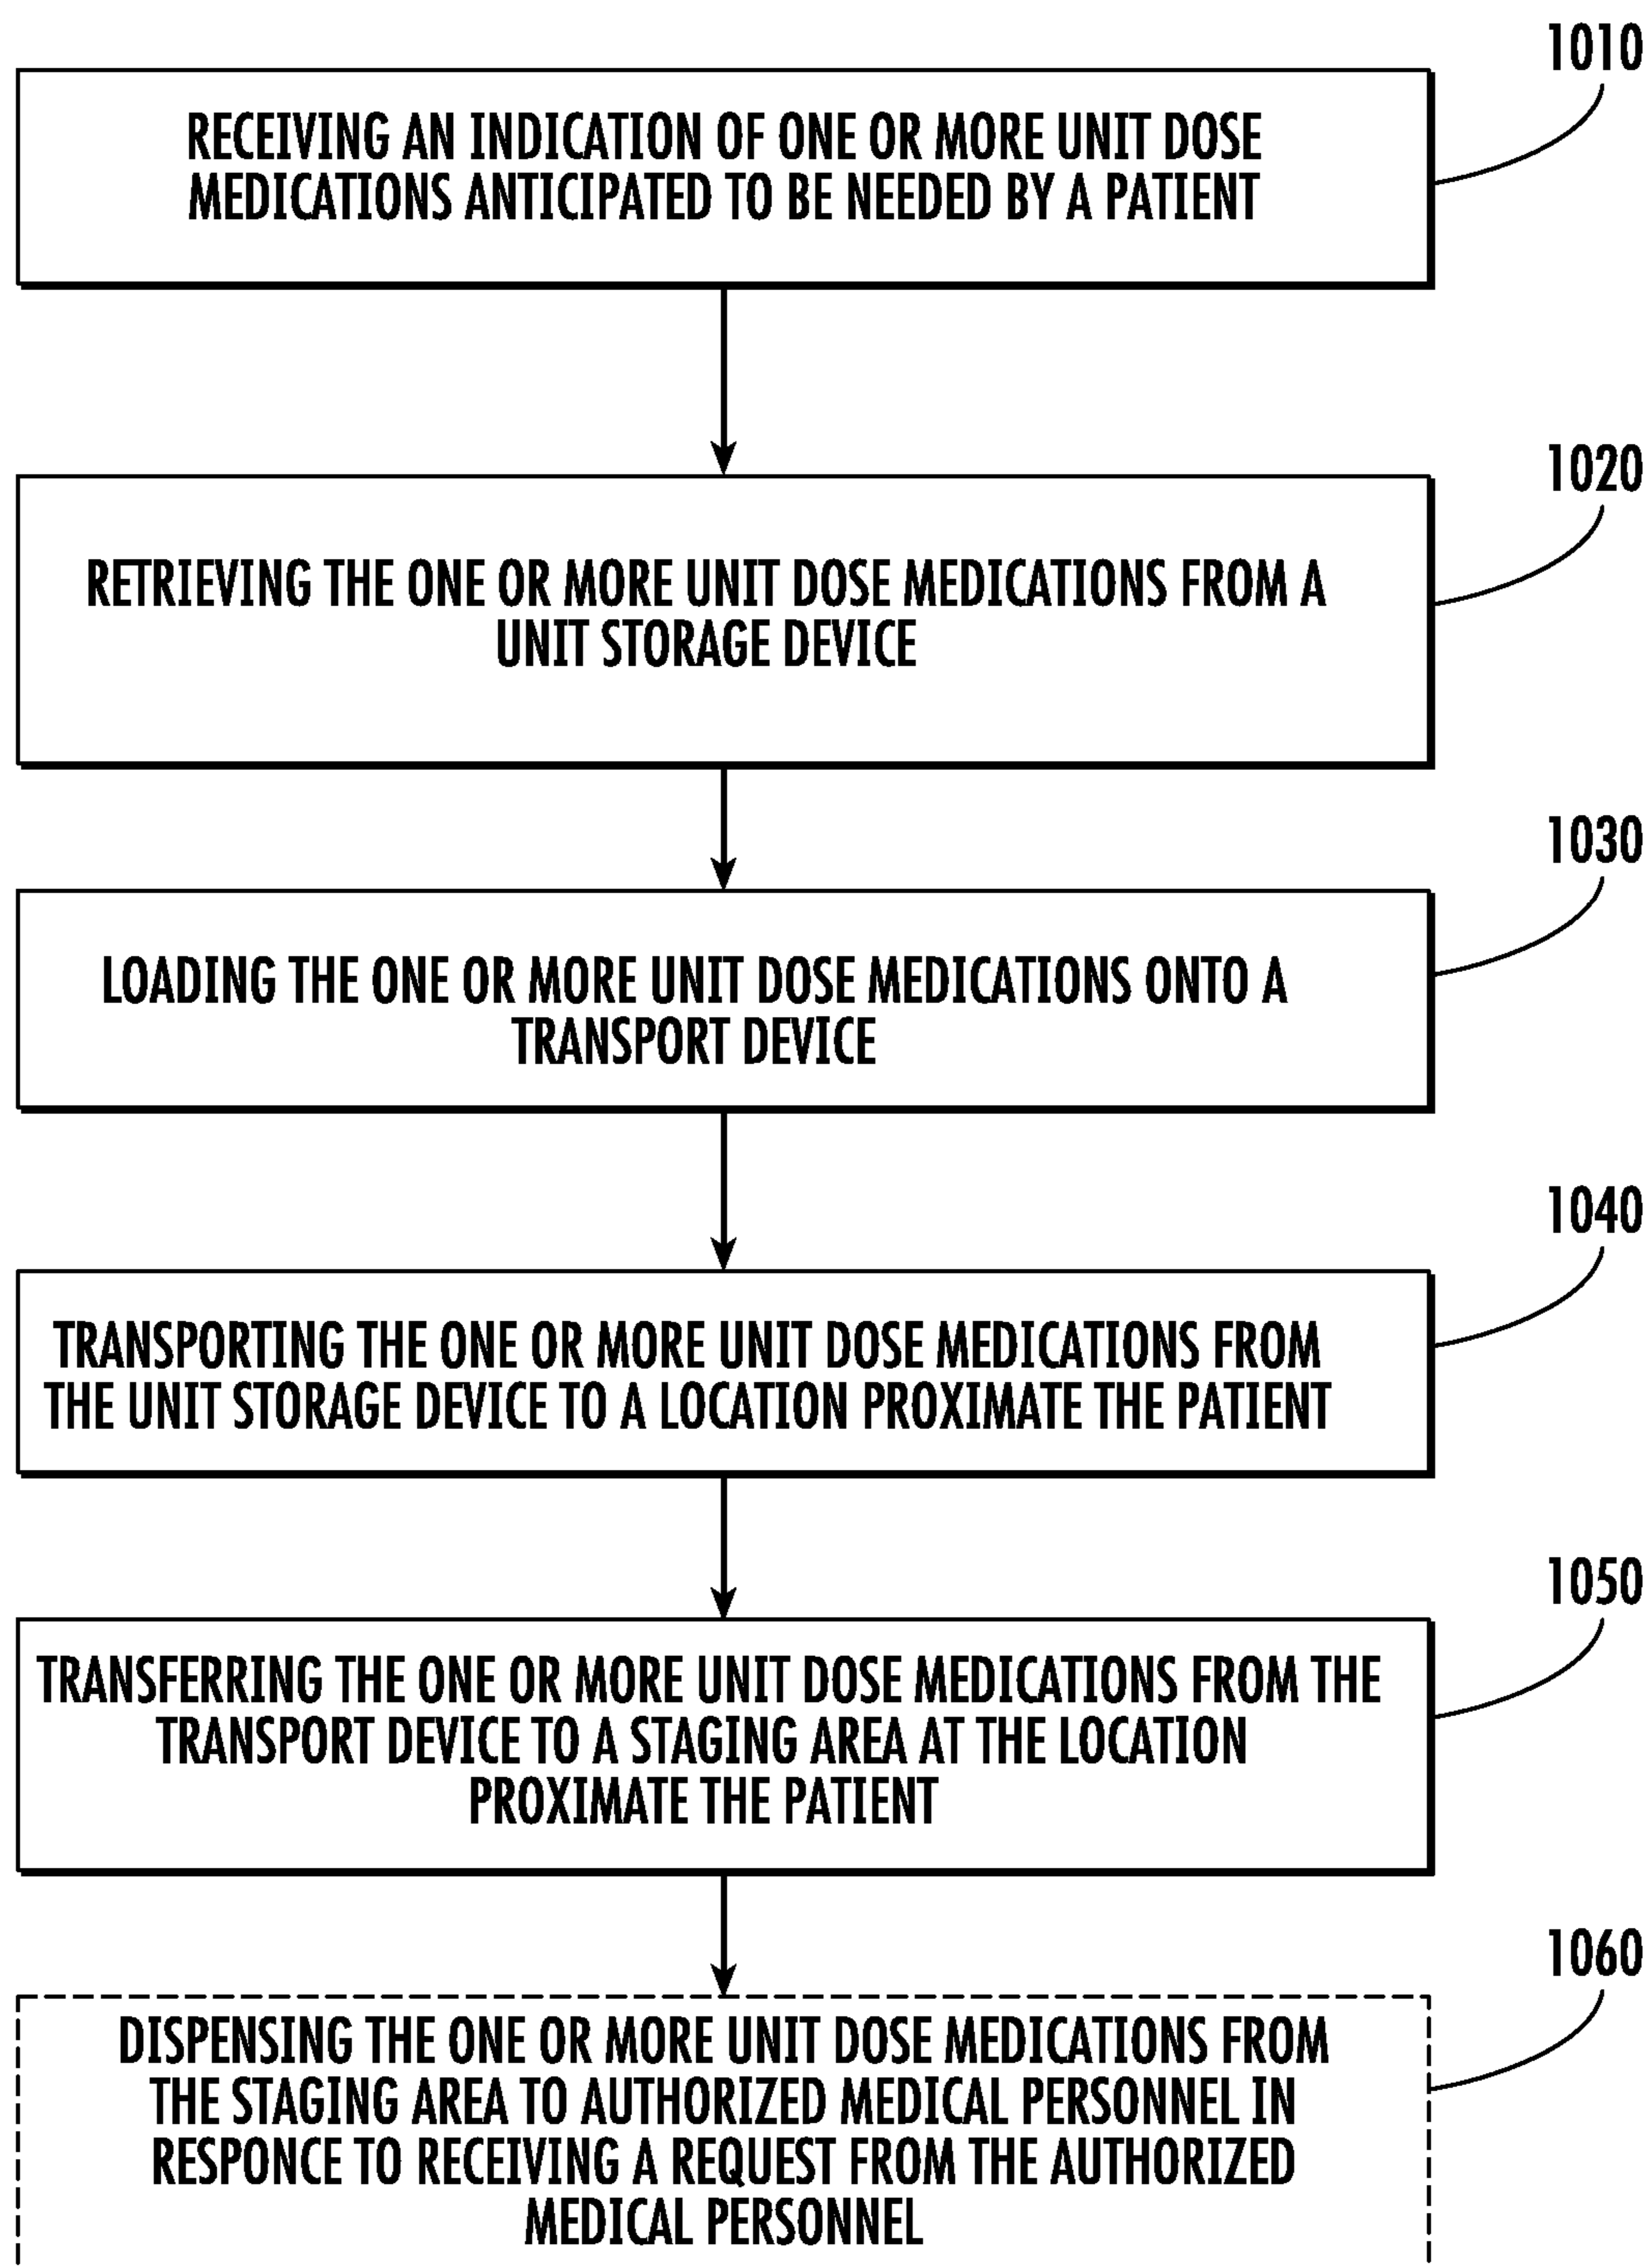 1010
RECEIVING AN INDICATION OF ONE OR MORE UNIT DOSE
MEDICATIONS ANTICIPATED TO BE NEEDED BY A PATIENT
1020
RETRIEVING THE ONE OR MORE UNIT DOSE MEDICATIONS FROM A
UNIT STORAGE DEVICE
1030
LOADING THE ONE OR MORE UNIT DOSE MEDICATIONS ONTO A
TRANSPORT DEVICE
1040
TRANSPORTING THE ONE OR MORE UNIT DOSE MEDICATIONS FROM
THE UNIT STORAGE DEVICE TO A LOCATION PROXIMATE THE PATIENT
1050
TRANSFERRING THE ONE OR MORE UNIT DOSE MEDICATIONS FROM THE
TRANSPORT DEVICE TO A STAGING AREA AT THE LOCATION
PROXIMATE THE PATIENT
1060
DISPENSING THE ONE OR MORE UNIT DOSE MEDICATIONS FROM
THE STAGING AREA TO AUTHORIZED MEDICAL PERSONNEL IN
RESPONCE TO RECEIVING A REQUEST FROM THE AUTHORIZED
MEDICAL PERSONNEL